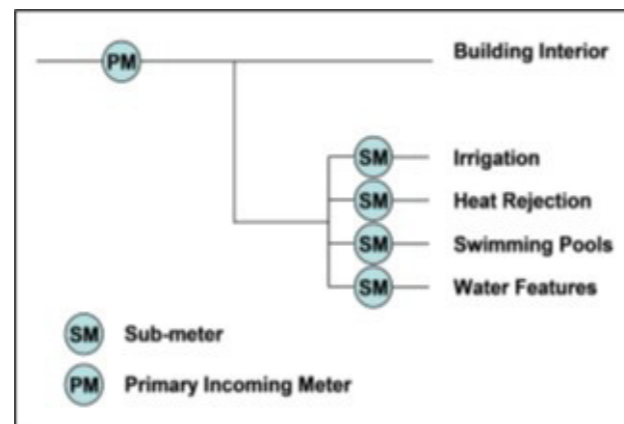 PM Building Interior
SM Irrigation
SM Heat Rejection
SM Swimming Pools
SM Water Features
SM Sub-meter
PM Primary Incoming Meter